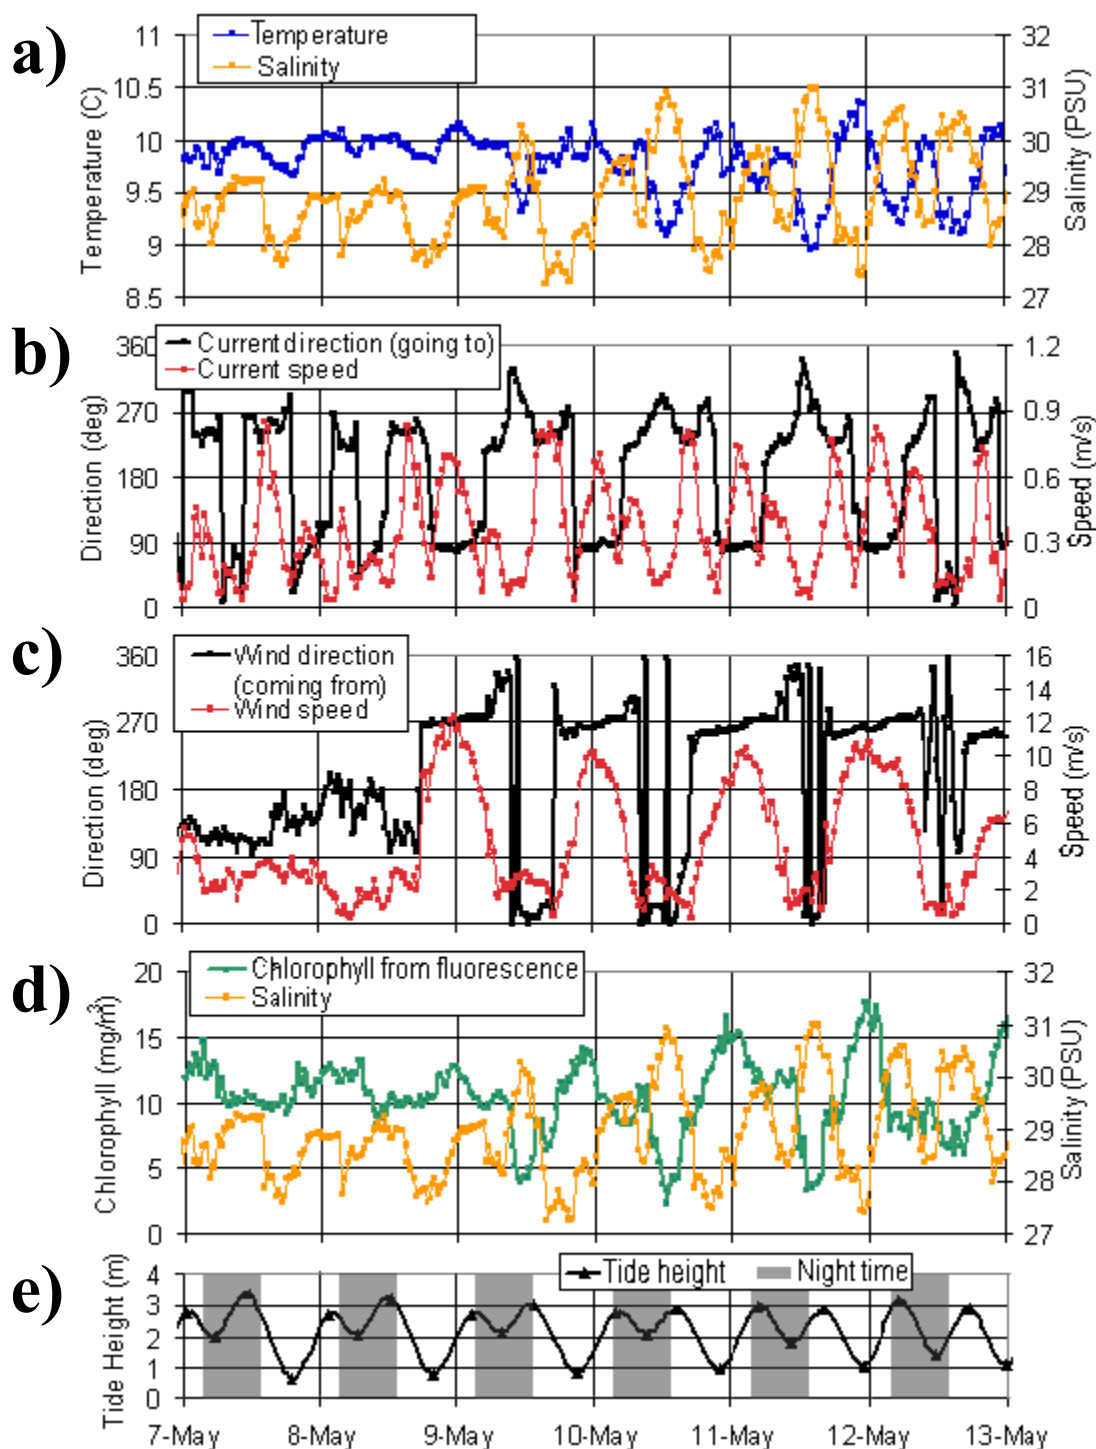 a)
Temperature
Salinity
11
10.5
10
9.5
9
8.5
Temperature (C)
32
31
30
29
28
27
Salinity (PSU)
b)
Current direction (going to)
Current speed
360
270
180
90
0
Direction (deg)
1.2
0.9
0.6
0.3
0
Speed (m/s)
c)
Wind direction
(coming from)
Wind speed
360
270
180
90
0
Direction (deg)
16
14
12
10
8
6
4
2
0
Speed (m/s)
d)
Chlorophyll from fluorescence
Salinity
20
15
10
5
0
Chlorophyll (mg/m³)
32
31
30
29
28
27
Salinity (PSU)
e)
Tide height
Night time
4
3
2
1
0
Tide Height (m)
7-May 8-May 9-May 10-May 11-May 12-May 13-May